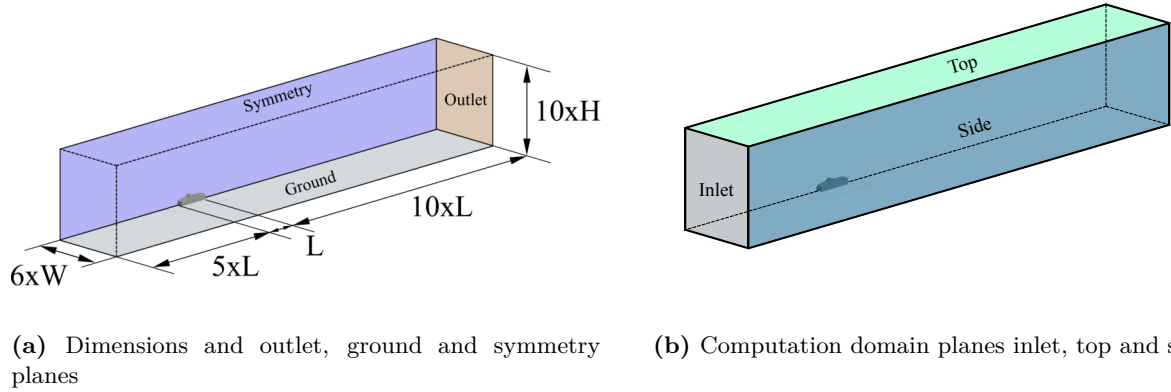 Symmetry
Outlet
10xH
Ground
10xL
L
5xL
6xW
Top
Side
Inlet
(a) Dimensions and outlet, ground and symmetry
planes
(b) Computation domain planes inlet, top and s